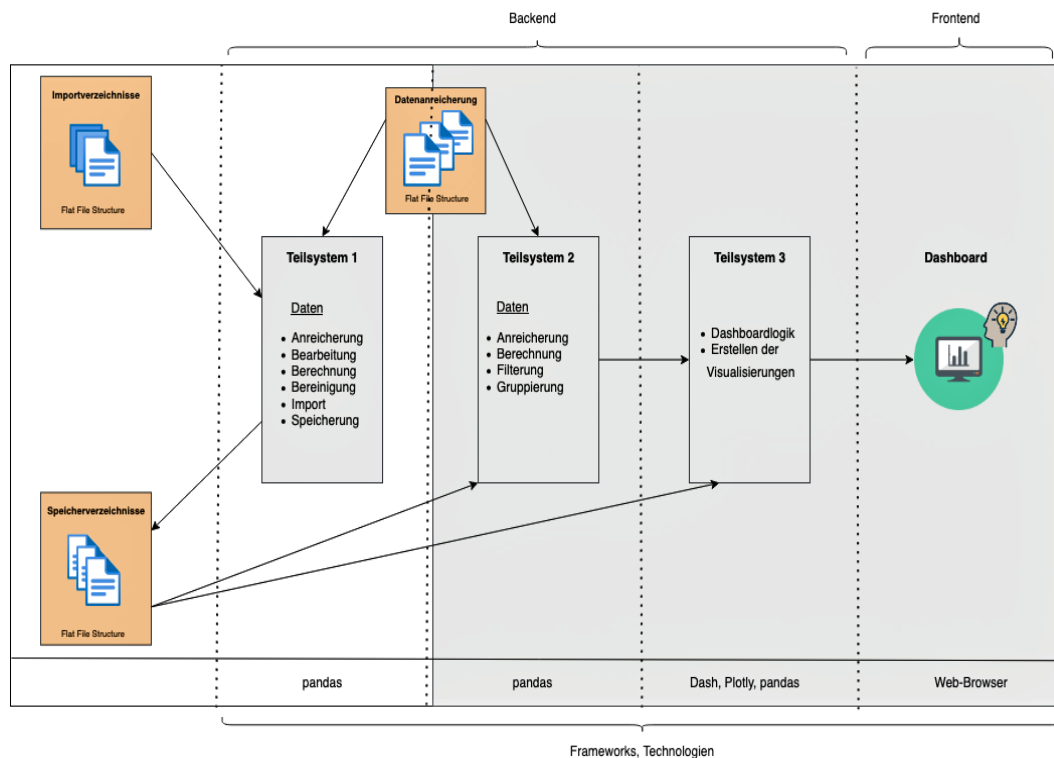 Backend
Frontend
Importverzeichnisse
Flat File Structure
Datenanreicherung
Flat File Structure
Teilsystem 1
Daten
• Anreicherung
• Bearbeitung
• Berechnung
• Bereinigung
• Import
• Speicherung
Teilsystem 2
Daten
• Anreicherung
• Berechnung
• Filterung
• Gruppierung
Teilsystem 3
• Dashboardlogik
• Erstellen der
Visualisierungen
Dashboard
Speicherverzeichnisse
Flat File Structure
pandas
pandas
Dash, Plotly, pandas
Web-Browser
Frameworks, Technologien